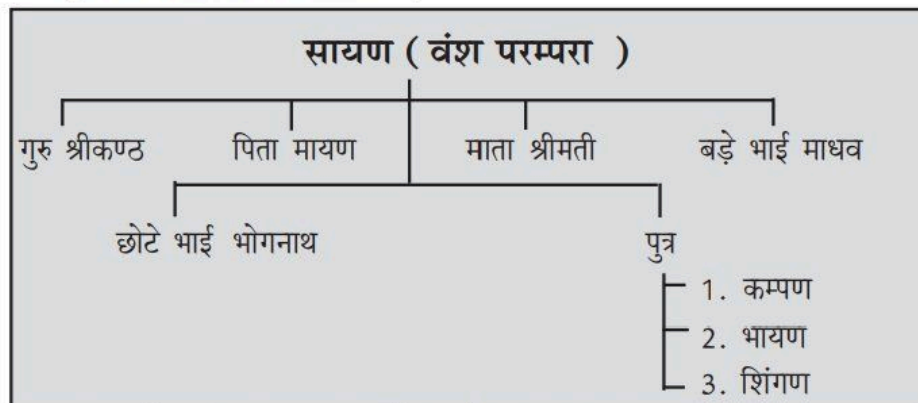 सायण ( वंश परम्परा )
गुरु श्रीकण्ठ पिता मायण माता श्रीमती बड़े भाई माधव
छोटे भाई भोगनाथ पुत्र
1. कम्पण
2. भायण
3. शिंगण